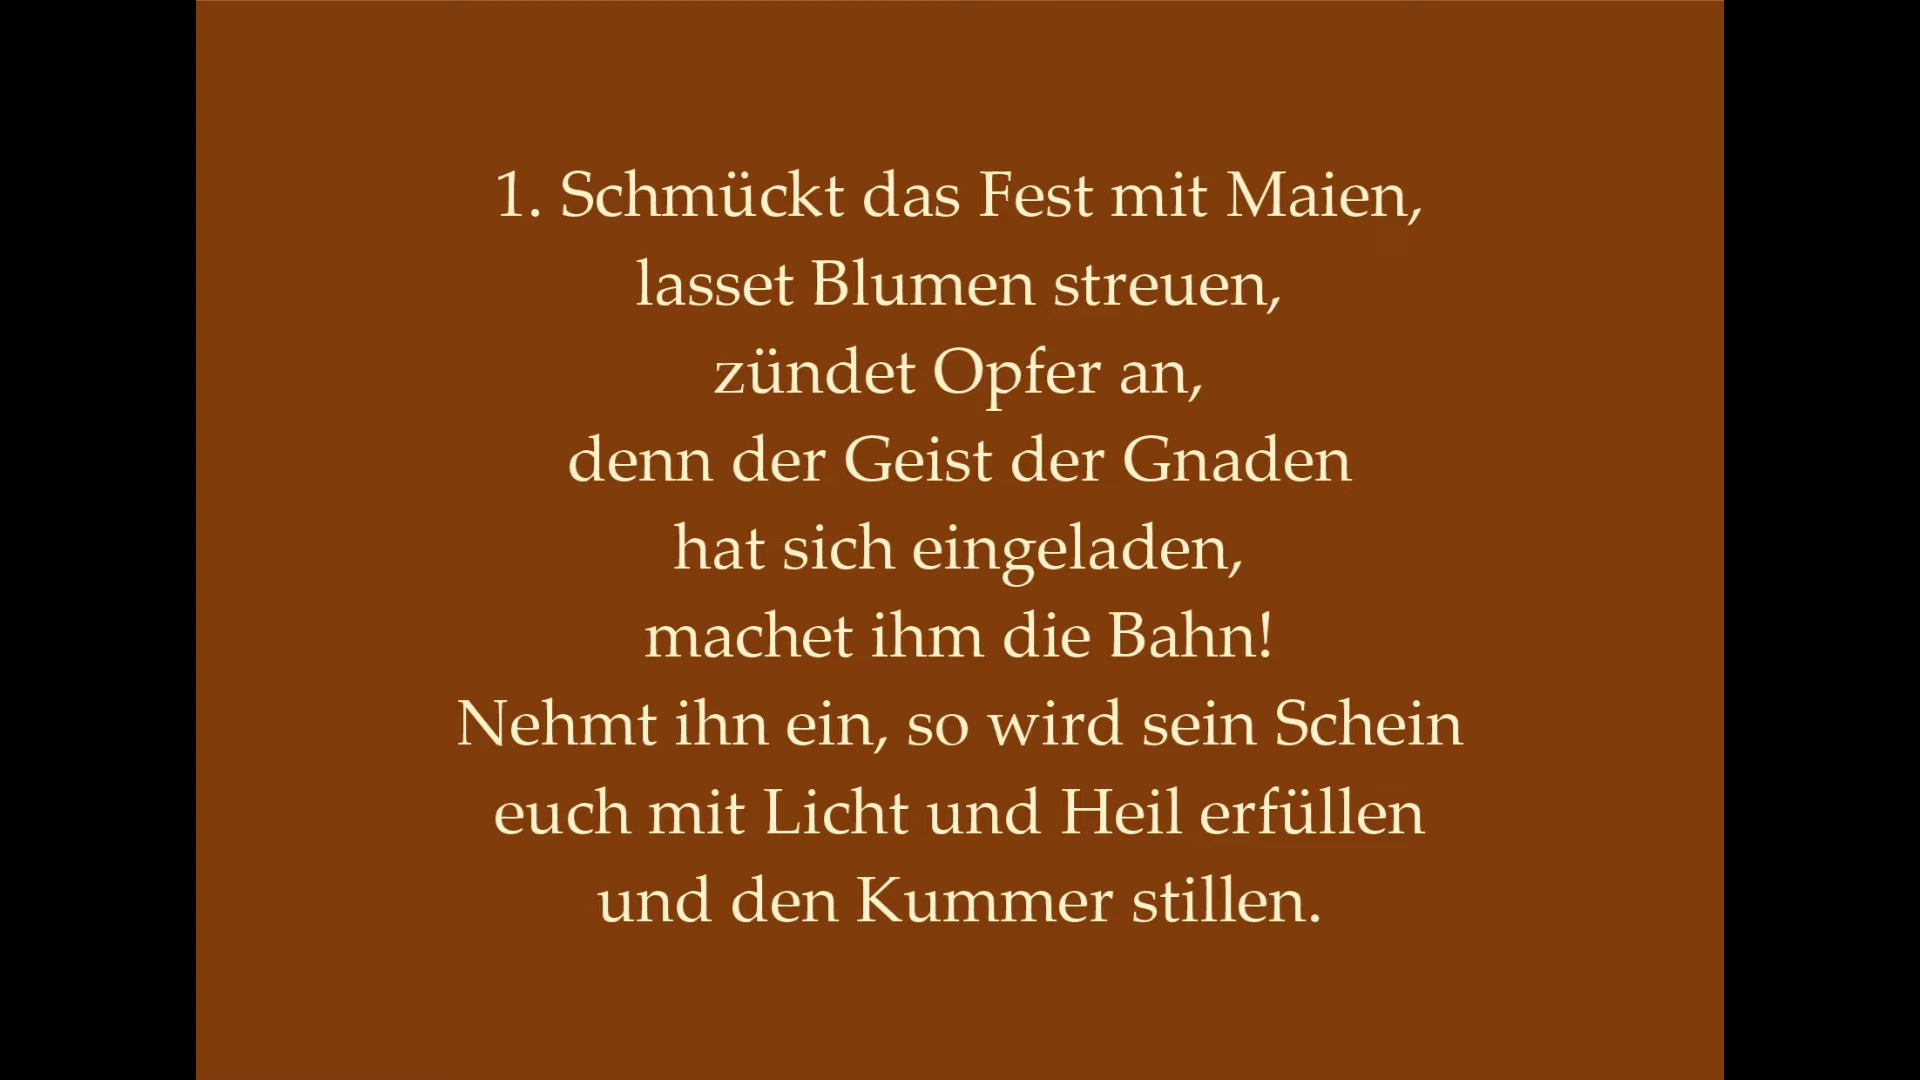 1. Schmückt das Fest mit Maien,
lasset Blumen streuen,
zündet Opfer an,
denn der Geist der Gnaden
hat sich eingeladen,
machet ihm die Bahn!
Nehmt ihn ein, so wird sein Schein
euch mit Licht und Heil erfüllen
und den Kummer stillen.